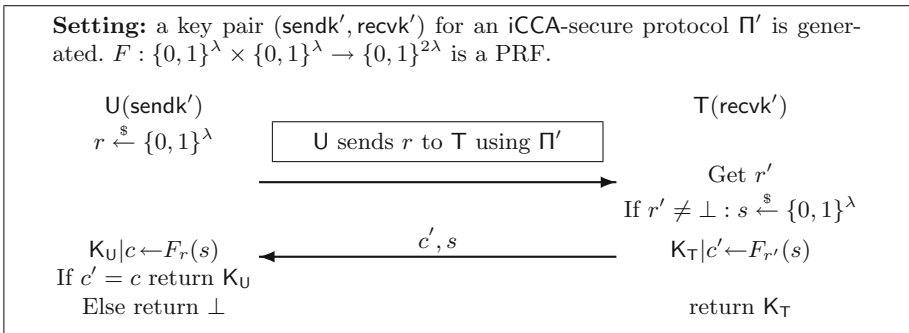 Setting: a key pair (sendk′, recvk′) for an iCCA-secure protocol Π′ is gener-
ated. F : {0, 1}^λ × {0, 1}^λ → {0, 1}^{2λ} is a PRF.
U(sendk′) T(recvk′)
r ←$ {0, 1}^λ U sends r to T using Π′
Get r′
If r′ ≠ ⊥ : s ←$ {0, 1}^λ
K_U|c ← F_r(s) c′, s K_T|c′ ← F_{r′}(s)
If c′ = c return K_U
Else return ⊥ return K_T